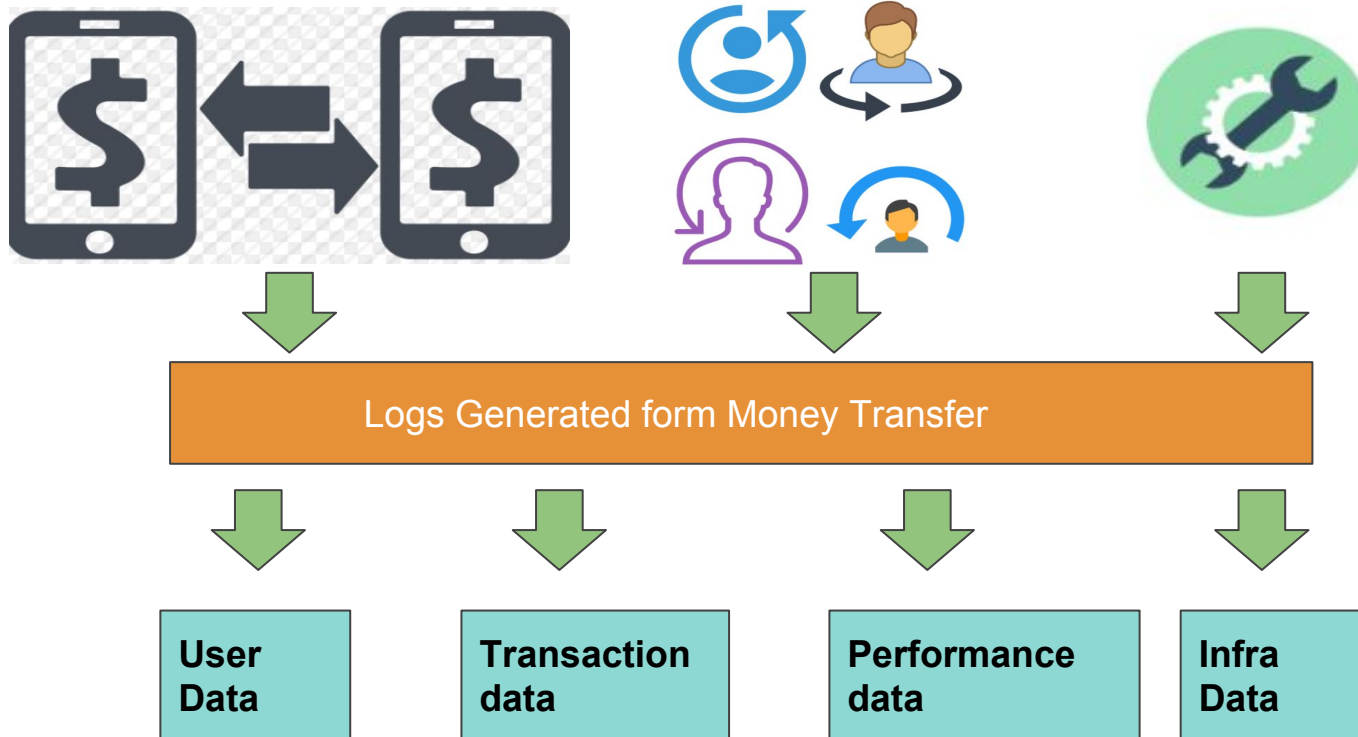 Logs Generated form Money Transfer
User
Data
Transaction
data
Performance
data
Infra
Data